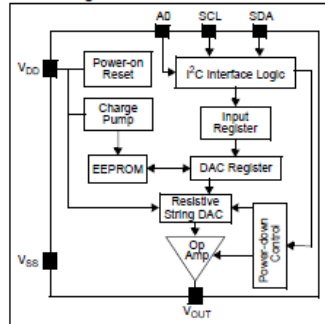 A0 SCL SDA
VDD
Power-on
Reset
I2C Interface Logic
Charge
Pump
Input
Register
EEPROM
DAC Register
Resistive
String DAC
Power-down
Control
Op
Amp
VSS
VOUT